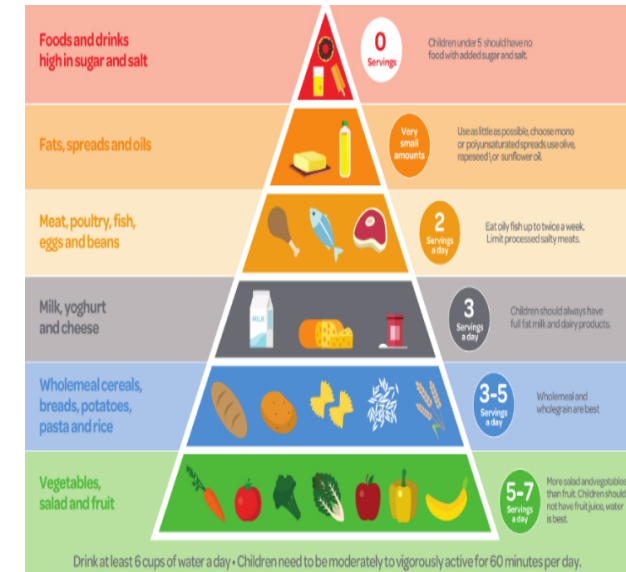 Foods and drinks
high in sugar and salt
0
Servings
Children under 5 should have no
food with added sugar and salt.
Fats, spreads and oils
Very
small
amounts
Use as little as possible, choose mono
or polyunsaturated spreads use olive,
rapeseed\or sunflower oil.
Meat, poultry, fish,
eggs and beans
2
Servings
a day
Eat oily fish up to twice a week.
Limit processed salty meats.
Milk, yoghurt
and cheese
MILK
3
Servings
a day
Children should always have
full fat milk and dairy products.
Wholemeal cereals,
breads, potatoes,
pasta and rice
3-5
Servings
a day
Wholemeal and
wholegrain are best
Vegetables,
salad and fruit
5-7
Servings
a day
More salad and vegetables
than fruit. Children should
not have fruit juice, water
is best.
Drink at least 6 cups of water a day • Children need to be moderately to vigorously active for 60 minutes per day.